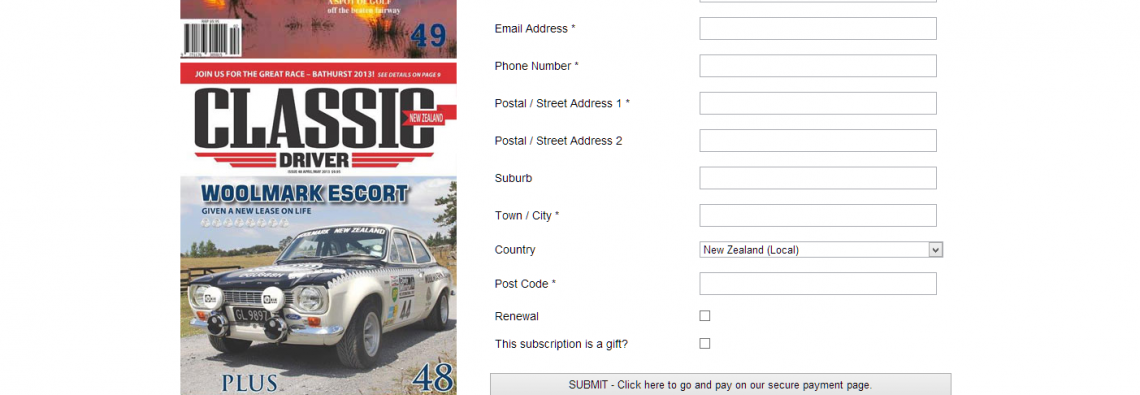 A SPOT OF GOLF
off the beaten fairway
49
JOIN US FOR THE GREAT RACE – BATHURST 2013! SEE DETAILS ON PAGE 9
CLASSIC
NEW ZEALAND
DRIVER
WOOLMARK ESCORT
GIVEN A NEW LEASE ON LIFE
WOOLMARK NEW ZEALAND
44
GL 9897
PLUS
48
Email Address *
Phone Number *
Postal / Street Address 1 *
Postal / Street Address 2
Suburb
Town / City *
Country
New Zealand (Local)
Post Code *
Renewal
This subscription is a gift?
SUBMIT - Click here to go and pay on our secure payment page.